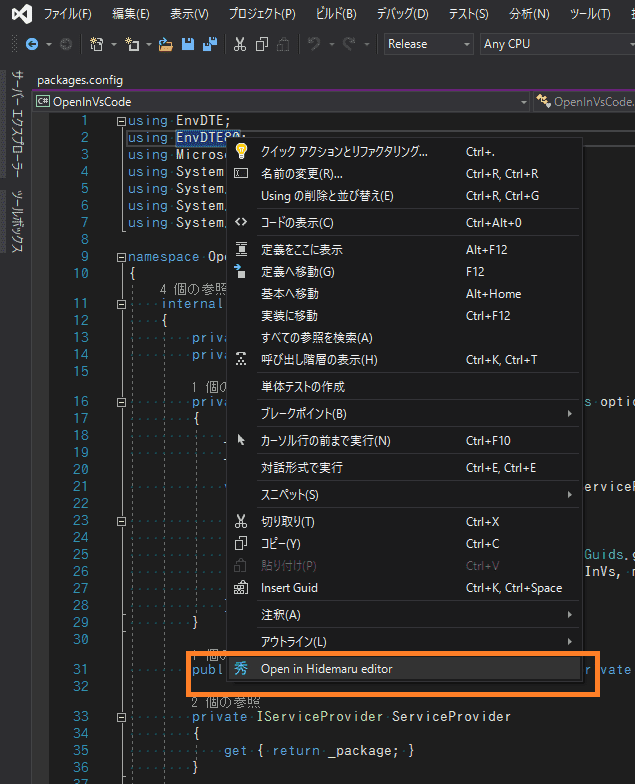 ファイル(F) 編集(E) 表示(V) プロジェクト(P) ビルド(B) デバッグ(D) テスト(S) 分析(N) ツール(T)
Release Any CPU
サーバー エクスプローラー
ツールボックス
packages.config
OpenInVsCode OpenInVsCode.
1 using EnvDTE;
2 using EnvDTE80;
3 using Microso
4 using System
5 using System
6 using System
7 using System
8
9 namespace Ope
10 {
4 個の参照
11 internal
12 {
13 priv
14 priv
15
1 個の
16 priv s optio
17 {
18
19
20
21 erviceP
22
23
24
25 Guids.g
26 InVs, m
27
28
29 }
30
1 個の
31 publ rivate
32
2 個の参照
33 private IServiceProvider ServiceProvider
34 {
35 get { return _package; }
36 }
37
クイック アクションとリファクタリング... Ctrl+.
名前の変更(R)... Ctrl+R, Ctrl+R
Using の削除と並び替え(E) Ctrl+R, Ctrl+G
コードの表示(C) Ctrl+Alt+0
定義をここに表示 Alt+F12
定義へ移動(G) F12
基本へ移動 Alt+Home
実装に移動 Ctrl+F12
すべての参照を検索(A)
呼び出し階層の表示(H) Ctrl+K, Ctrl+T
単体テストの作成
ブレークポイント(B)
カーソル行の前まで実行(N) Ctrl+F10
対話形式で実行 Ctrl+E, Ctrl+E
スニペット(S)
切り取り(T) Ctrl+X
コピー(Y) Ctrl+C
貼り付け(P) Ctrl+V
Insert Guid Ctrl+K, Ctrl+Space
注釈(A)
アウトライン(L)
秀 Open in Hidemaru editor